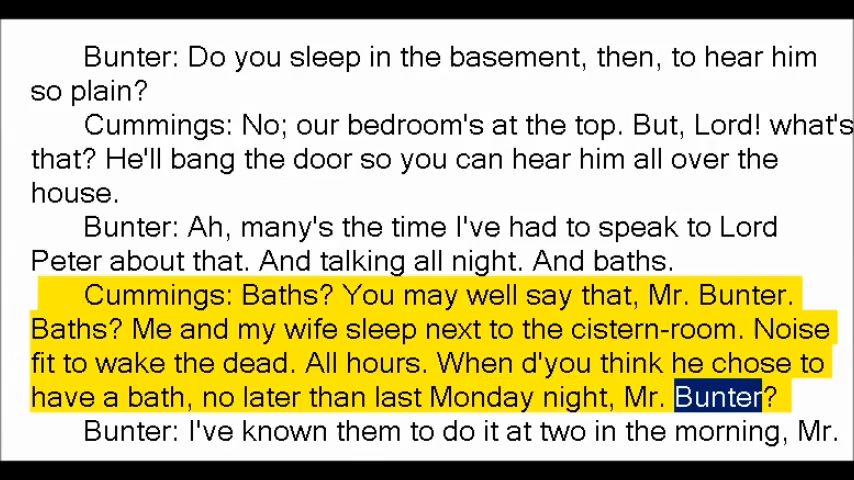 Bunter: Do you sleep in the basement, then, to hear him
so plain?
Cummings: No; our bedroom's at the top. But, Lord! what's
that? He'll bang the door so you can hear him all over the
house.
Bunter: Ah, many's the time I've had to speak to Lord
Peter about that. And talking all night. And baths.
Cummings: Baths? You may well say that, Mr. Bunter.
Baths? Me and my wife sleep next to the cistern-room. Noise
fit to wake the dead. All hours. When d'you think he chose to
have a bath, no later than last Monday night, Mr. Bunter?
Bunter: I've known them to do it at two in the morning, Mr.